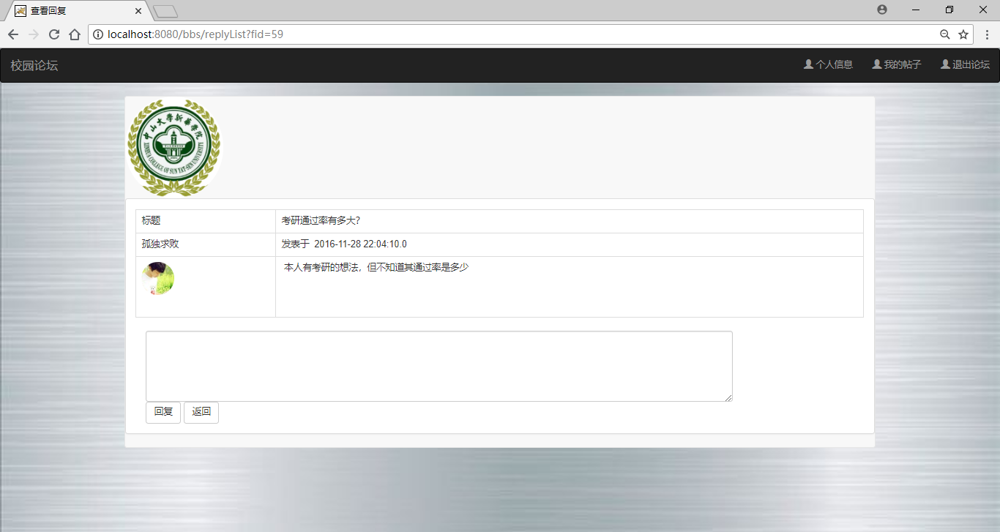 查看回复
localhost:8080/bbs/replyList?fid=59
校园论坛
个人信息
我的帖子
退出论坛
中山大学新华学院
XINHUA COLLEGE OF SUN YAT-SEN UNIVERSITY
标题
考研通过率有多大?
孤独求败
发表于 2016-11-28 22:04:10.0
本人有考研的想法，但不知道其通过率是多少
回复
返回